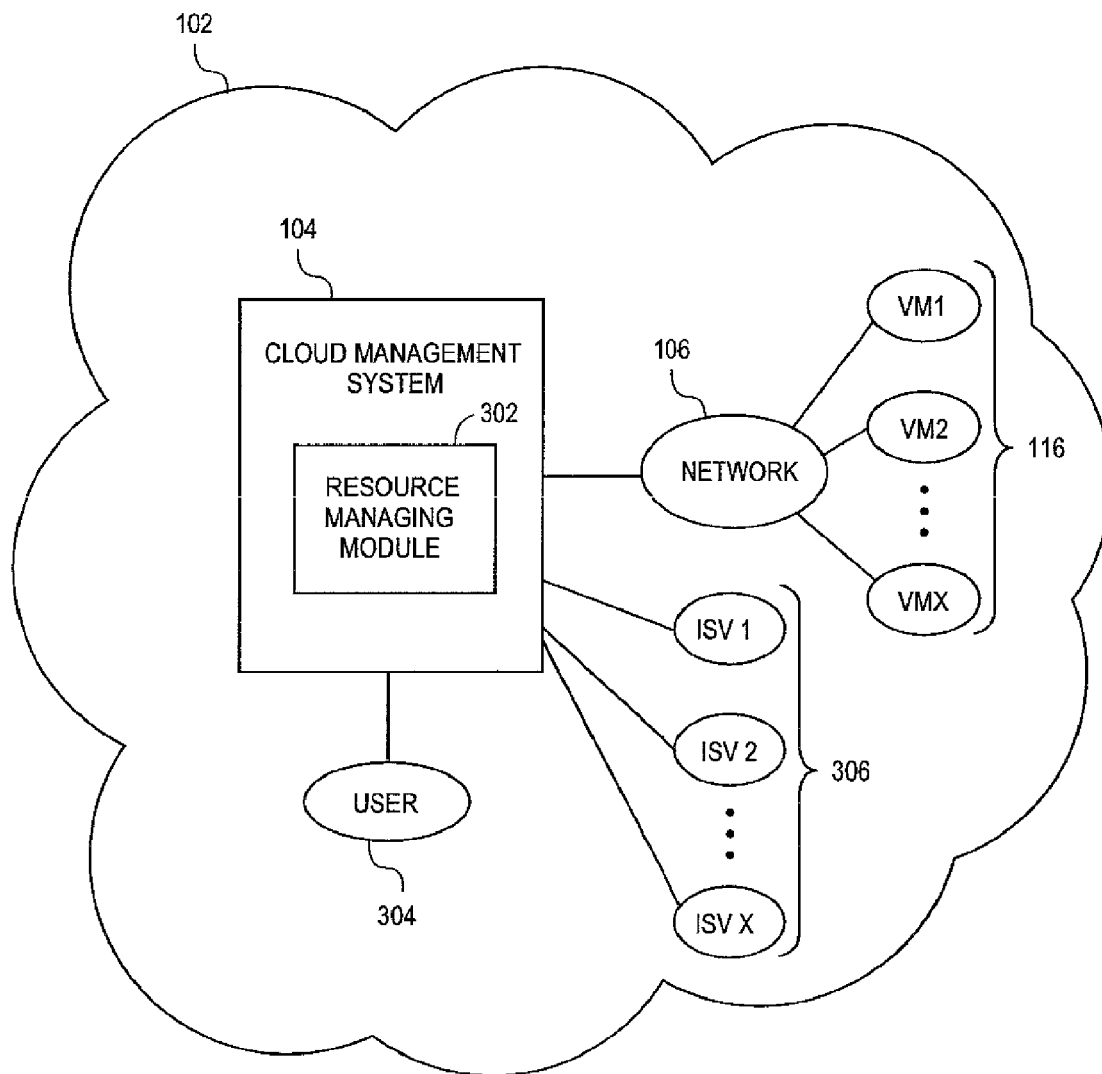 102
104
CLOUD MANAGEMENT
SYSTEM
302
RESOURCE
MANAGING
MODULE
106
NETWORK
VM1
VM2
VMX
116
ISV 1
ISV 2
ISV X
306
USER
304